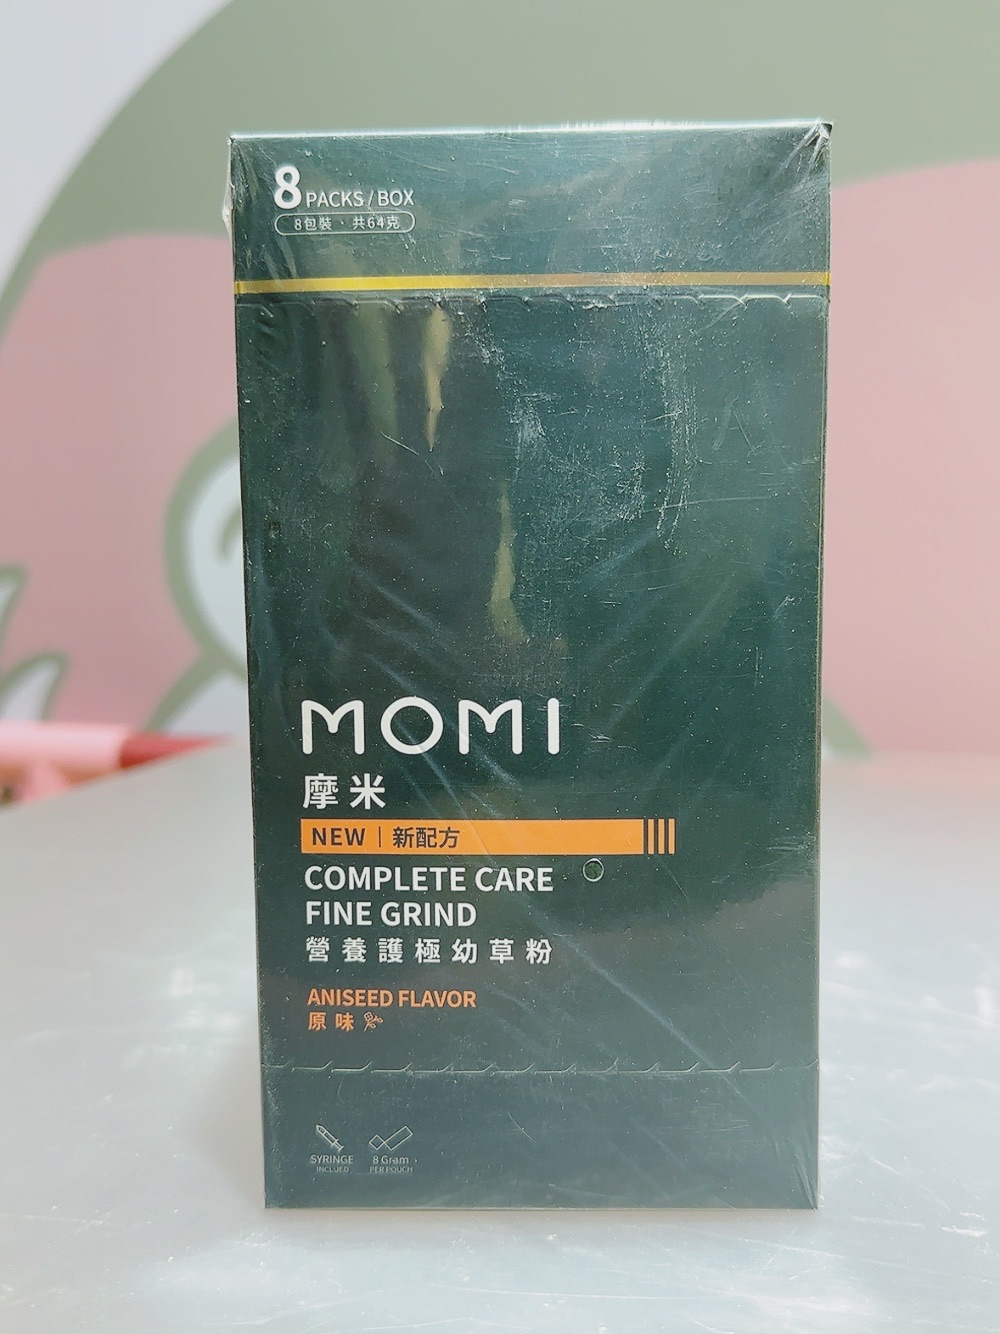 8 PACKS / BOX
8包裝・共64克
MOMI
摩米
NEW | 新配方
COMPLETE CARE
FINE GRIND
營養護極幼草粉
ANISEED FLAVOR
原味
SYRINGE
INCLUDED
8 Gram
PER POUCH